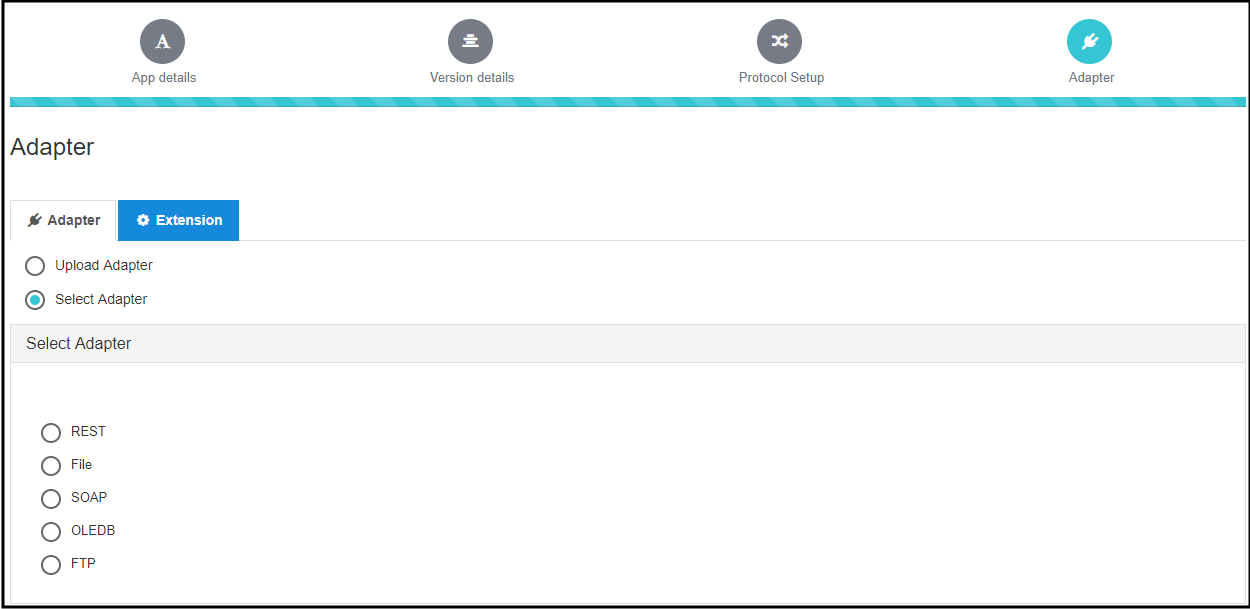 A
App details
Version details
Protocol Setup
Adapter
Adapter
Adapter
Extension
Upload Adapter
Select Adapter
Select Adapter
REST
File
SOAP
OLEDB
FTP